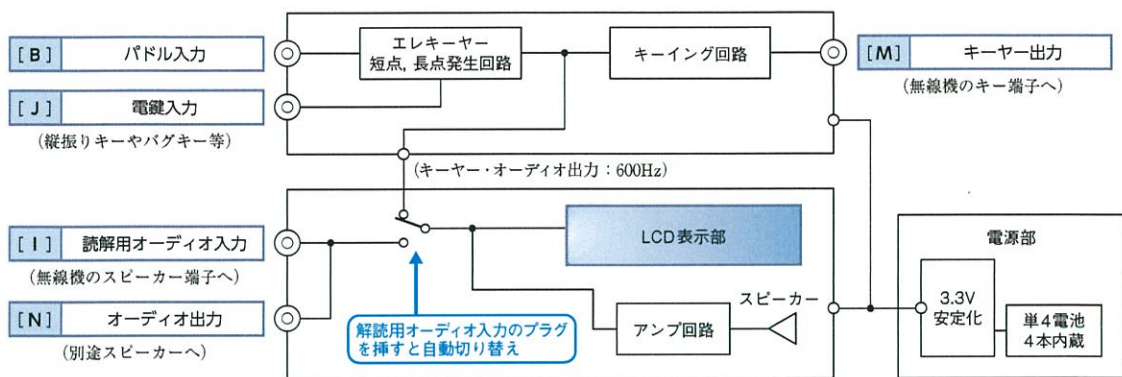 [B] パドル入力
[J] 電鍵入力
(縦振りキーやバグキー等)
エレキーヤー
短点, 長点発生回路
キーイング回路
[M] キーヤー出力
(無線機のキー端子へ)
(キーヤー・オーディオ出力：600Hz)
[I] 読解用オーディオ入力
(無線機のスピーカー端子へ)
[N] オーディオ出力
(別途スピーカーへ)
LCD表示部
解読用オーディオ入力のプラグ
を挿すと自動切り替え
アンプ回路
スピーカー
電源部
3.3V
安定化
単4電池
4本内蔵